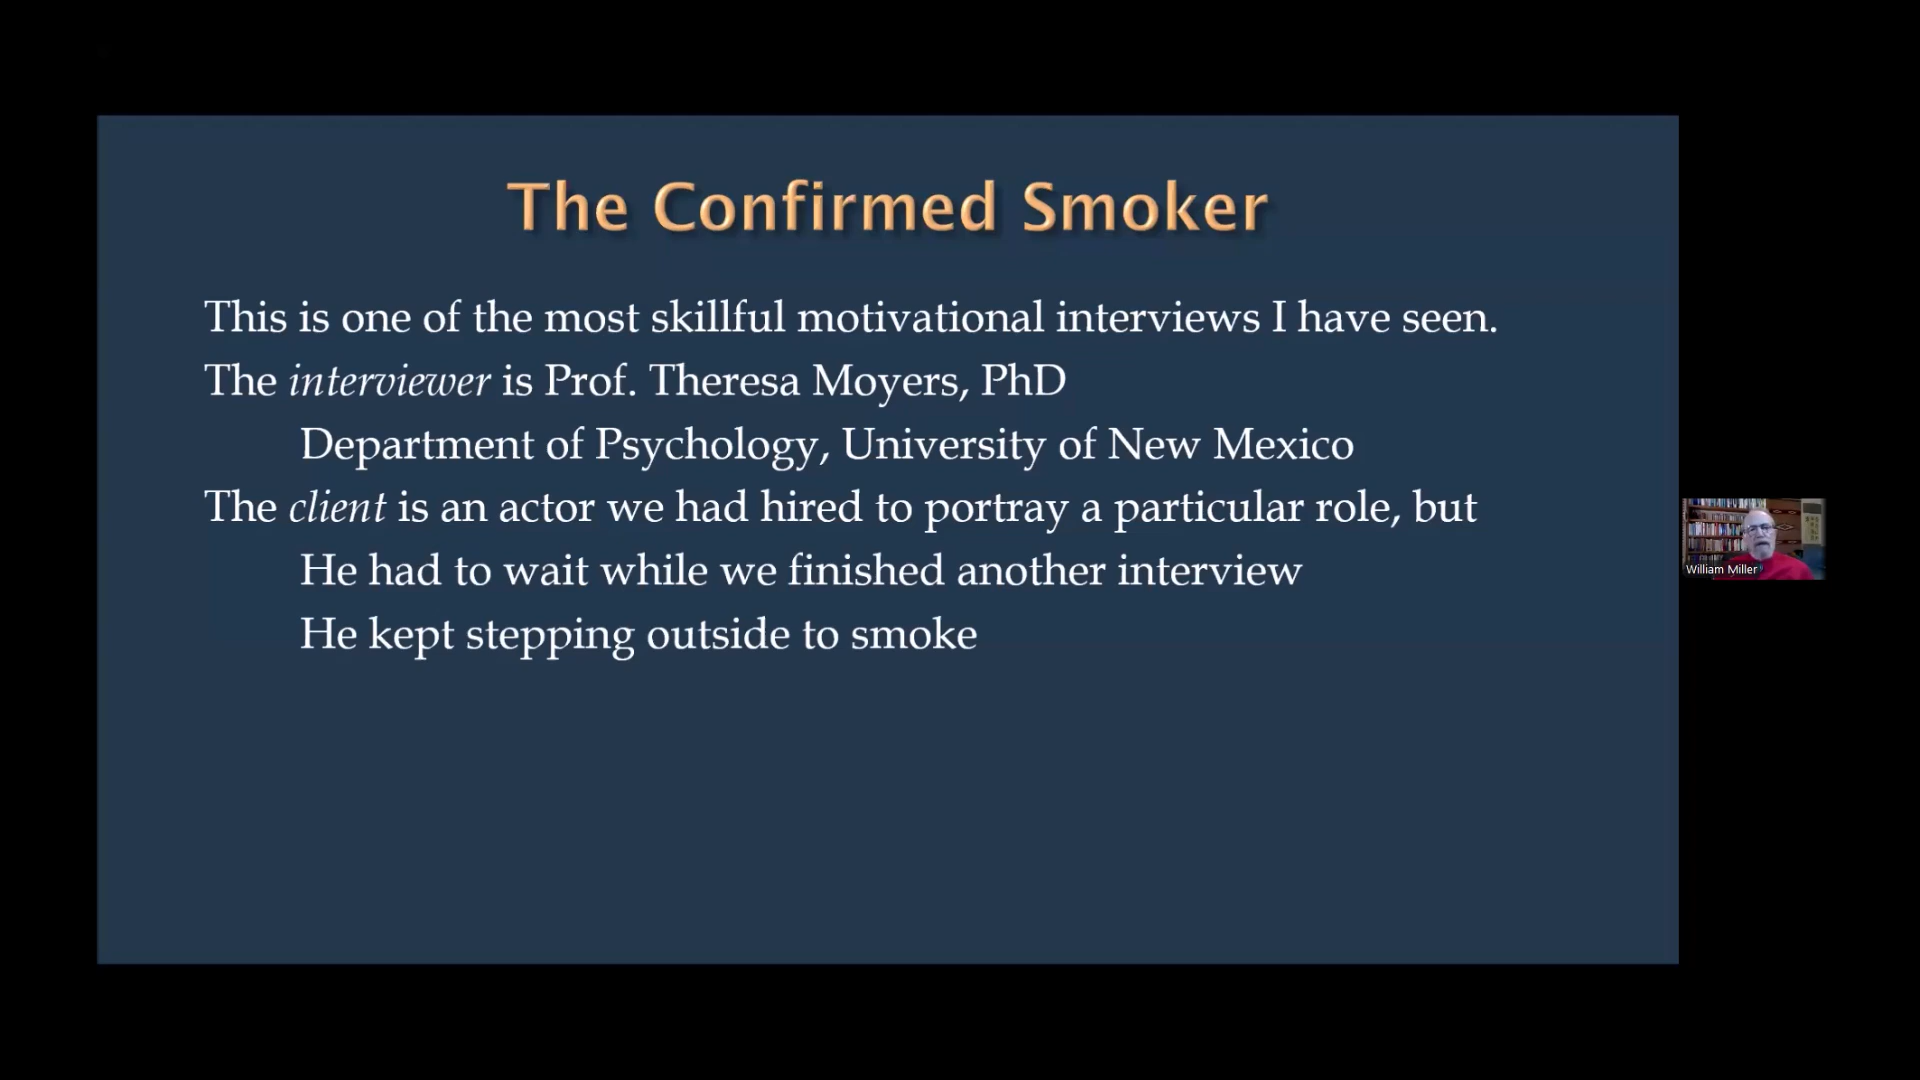 The Confirmed Smoker
This is one of the most skillful motivational interviews I have seen.
The interviewer is Prof. Theresa Moyers, PhD
Department of Psychology, University of New Mexico
The client is an actor we had hired to portray a particular role, but
He had to wait while we finished another interview
He kept stepping outside to smoke
William Miller